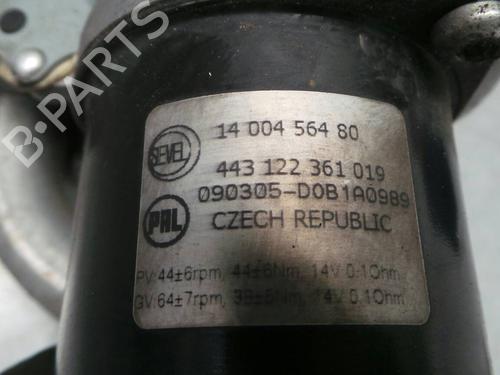 B-PARTS
SEVEL
14 004 564 80
443 122 361 019
090305-D0B1A0989
PAL
CZECH REPUBLIC
PV:44±6rpm, 44±6Nm, 14V 0.1Ohm
GV:64±7rpm, 38±5Nm, 14V 0.1Ohm